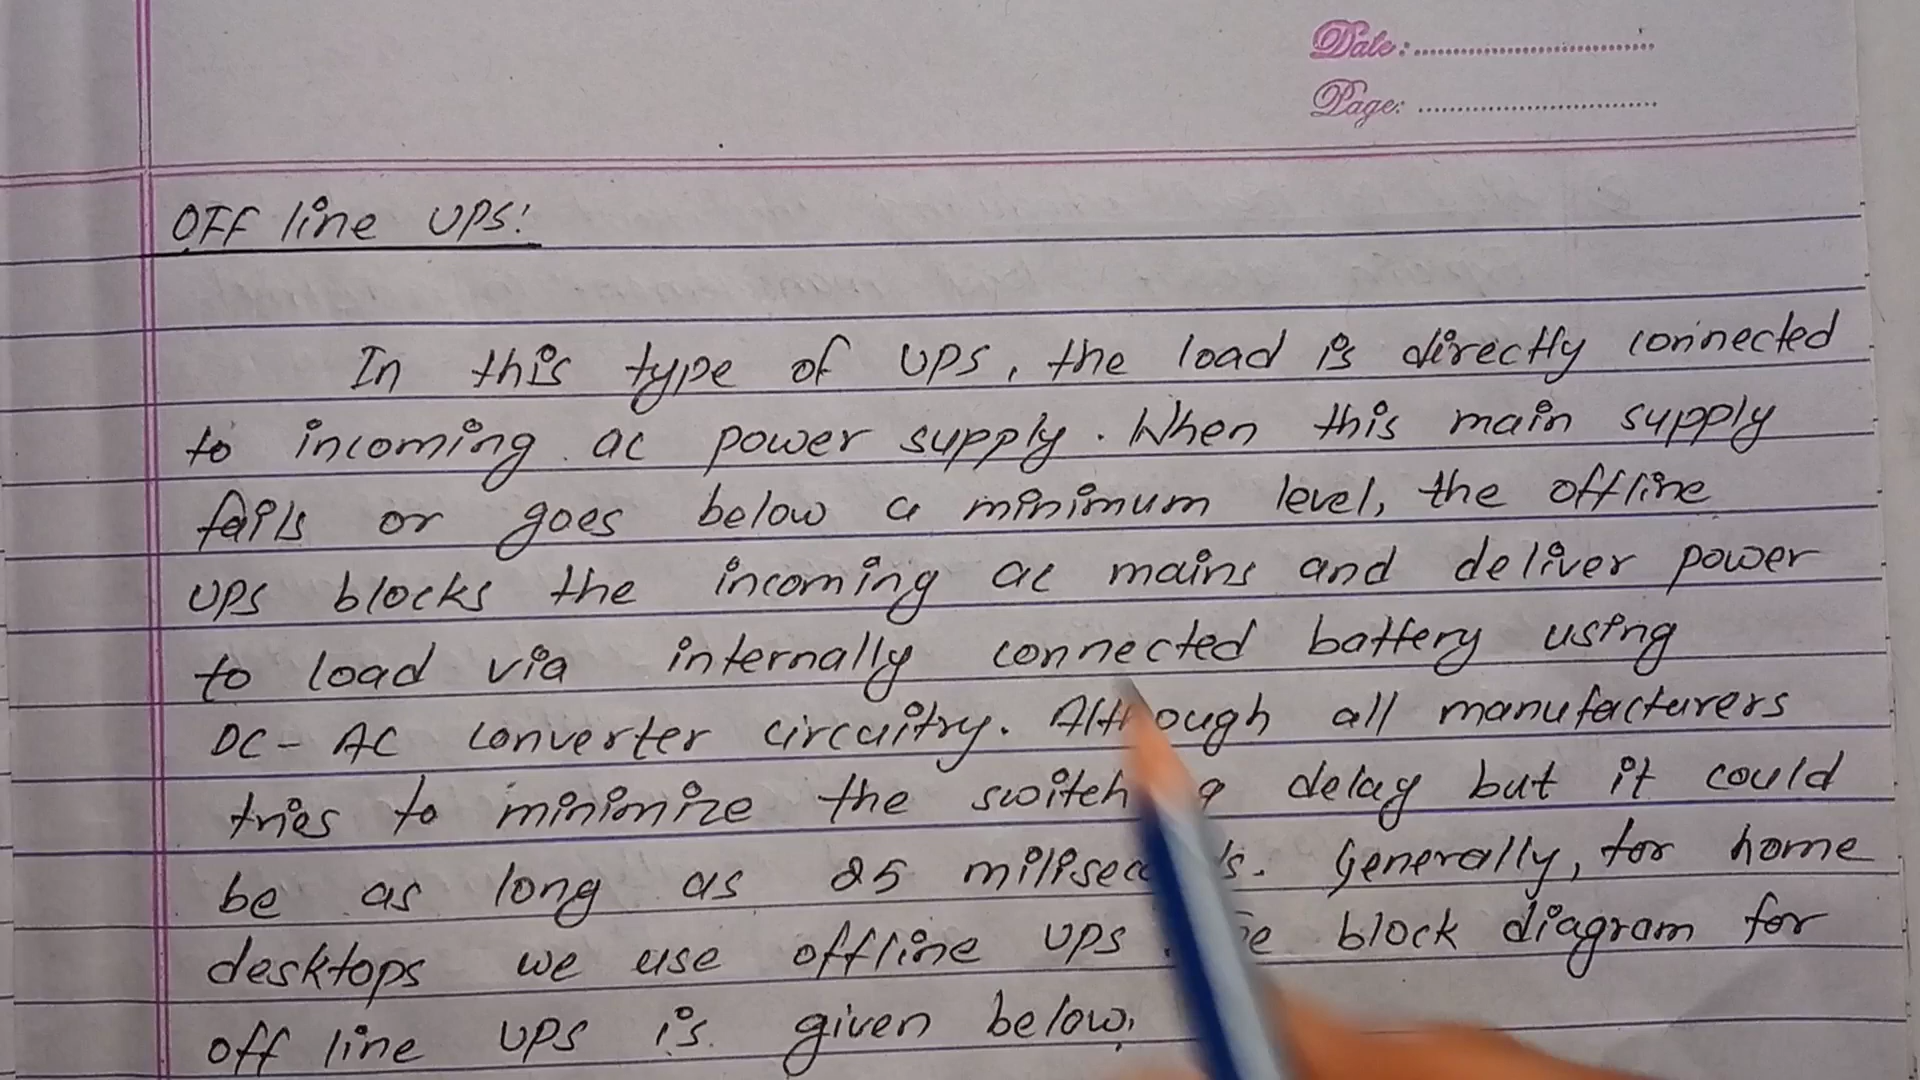 Date:
Page:
Off line UPS:
In this type of UPS, the load is directly connected
to incoming ac power supply. When this main supply
fails or goes below a minimum level, the offline
UPS blocks the incoming ac mains and deliver power
to load via internally connected battery using
DC-AC converter circuitry. Although all manufacturers
tries to minimize the delay but it could
be as long as 25 Generally, for home
desktops we use offline UPS. block diagram for
off line UPS is given below.